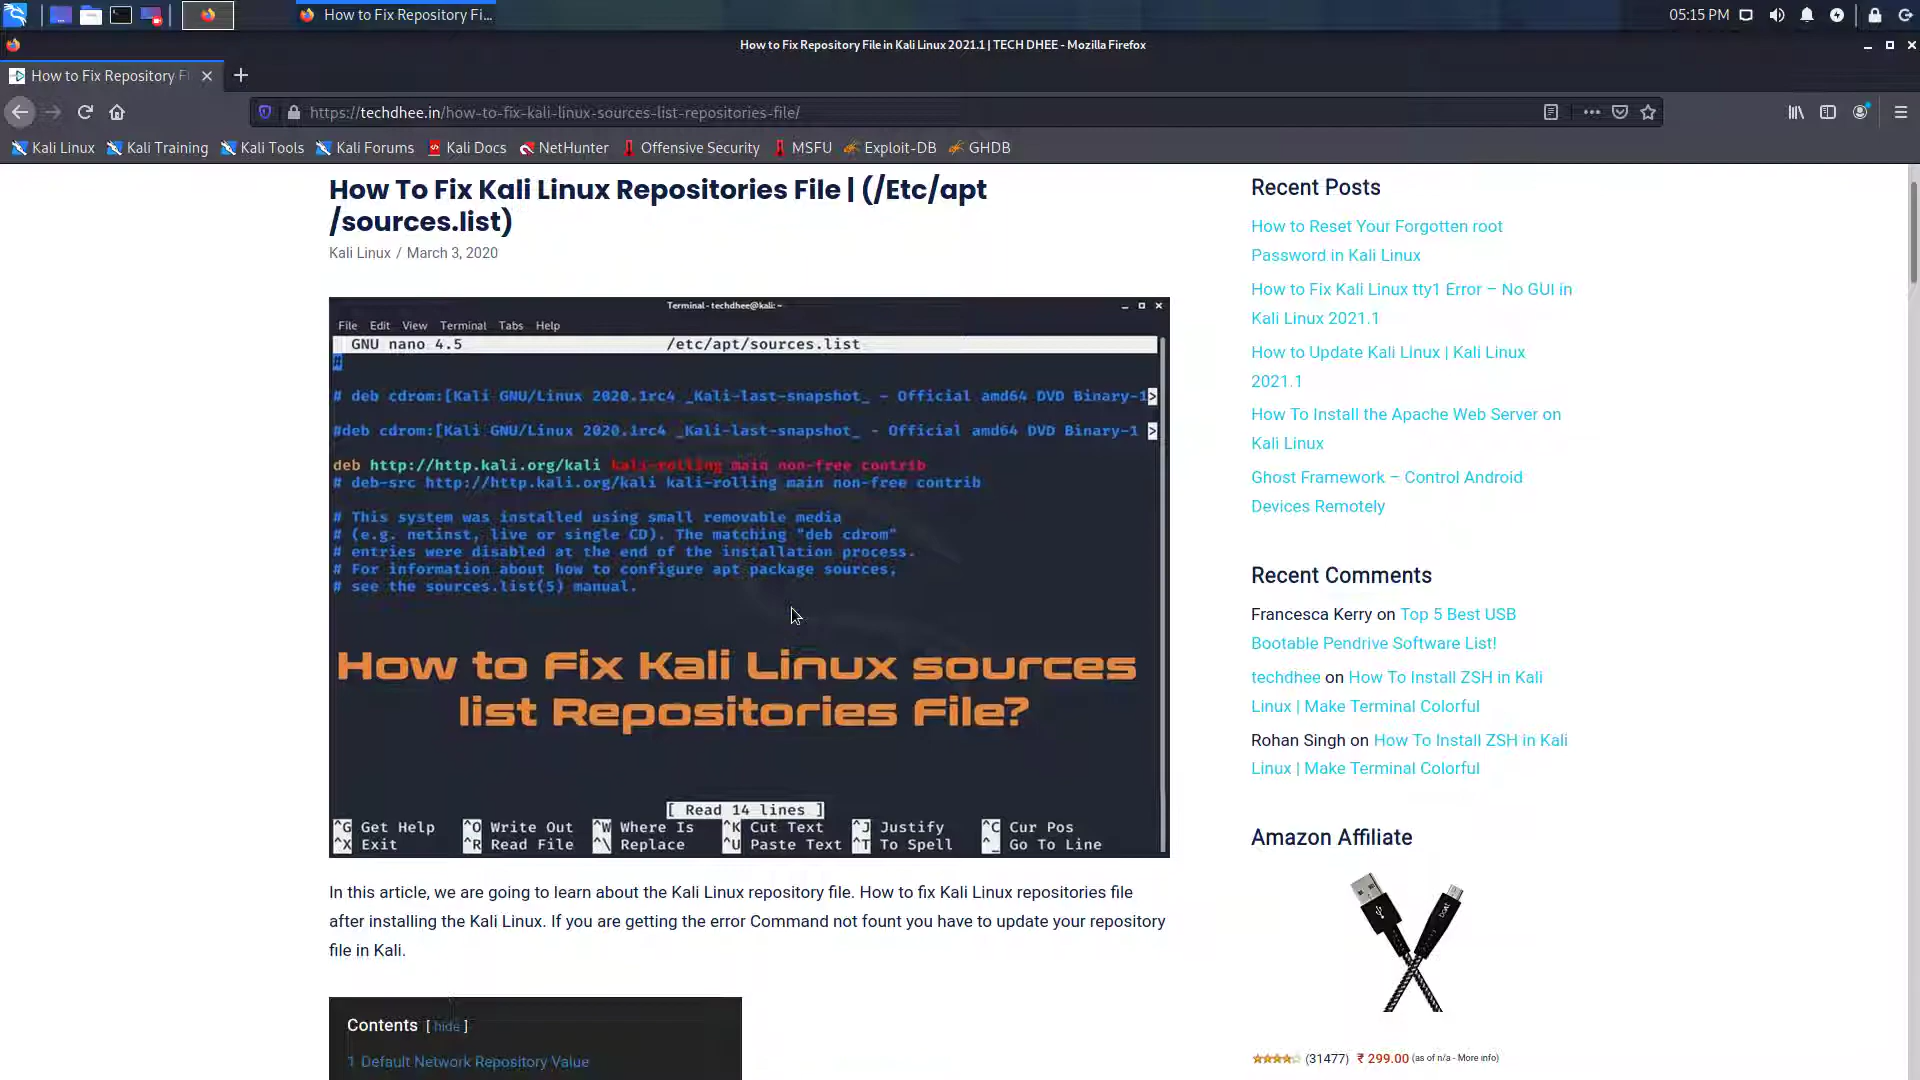 How to Fix Repository Fi...
05:15 PM
How to Fix Repository File in Kali Linux 2021.1 | TECH DHEE - Mozilla Firefox
How to Fix Repository Fi
https://techdhee.in/how-to-fix-kali-linux-sources-list-repositories-file/
Kali Linux Kali Training Kali Tools Kali Forums Kali Docs NetHunter Offensive Security MSFU Exploit-DB GHDB
How To Fix Kali Linux Repositories File | (/Etc/apt
/sources.list)
Kali Linux / March 3, 2020
Terminal - techdhee@kali: ~
File Edit View Terminal Tabs Help
GNU nano 4.5 /etc/apt/sources.list
#
# deb cdrom:[Kali GNU/Linux 2020.1rc4 _Kali-last-snapshot_ - Official amd64 DVD Binary-1>
#deb cdrom:[Kali GNU/Linux 2020.1rc4 _Kali-last-snapshot_ - Official amd64 DVD Binary-1 >
deb http://http.kali.org/kali kali-rolling main non-free contrib
# deb-src http://http.kali.org/kali kali-rolling main non-free contrib
# This system was installed using small removable media
# (e.g. netinst, live or single CD). The matching "deb cdrom"
# entries were disabled at the end of the installation process.
# For information about how to configure apt package sources,
# see the sources.list(5) manual.
How to Fix Kali Linux sources
list Repositories File?
[ Read 14 lines ]
^G Get Help ^O Write Out ^W Where Is ^K Cut Text ^J Justify ^C Cur Pos
^X Exit ^R Read File ^\ Replace ^U Paste Text ^T To Spell ^_ Go To Line
In this article, we are going to learn about the Kali Linux repository file. How to fix Kali Linux repositories file
after installing the Kali Linux. If you are getting the error Command not fount you have to update your repository
file in Kali.
Contents [ hide ]
1 Default Network Repository Value
Recent Posts
How to Reset Your Forgotten root
Password in Kali Linux
How to Fix Kali Linux tty1 Error – No GUI in
Kali Linux 2021.1
How to Update Kali Linux | Kali Linux
2021.1
How To Install the Apache Web Server on
Kali Linux
Ghost Framework – Control Android
Devices Remotely
Recent Comments
Francesca Kerry on Top 5 Best USB
Bootable Pendrive Software List!
techdhee on How To Install ZSH in Kali
Linux | Make Terminal Colorful
Rohan Singh on How To Install ZSH in Kali
Linux | Make Terminal Colorful
Amazon Affiliate
boAt
(31477) ₹ 299.00 (as of n/a - More info)